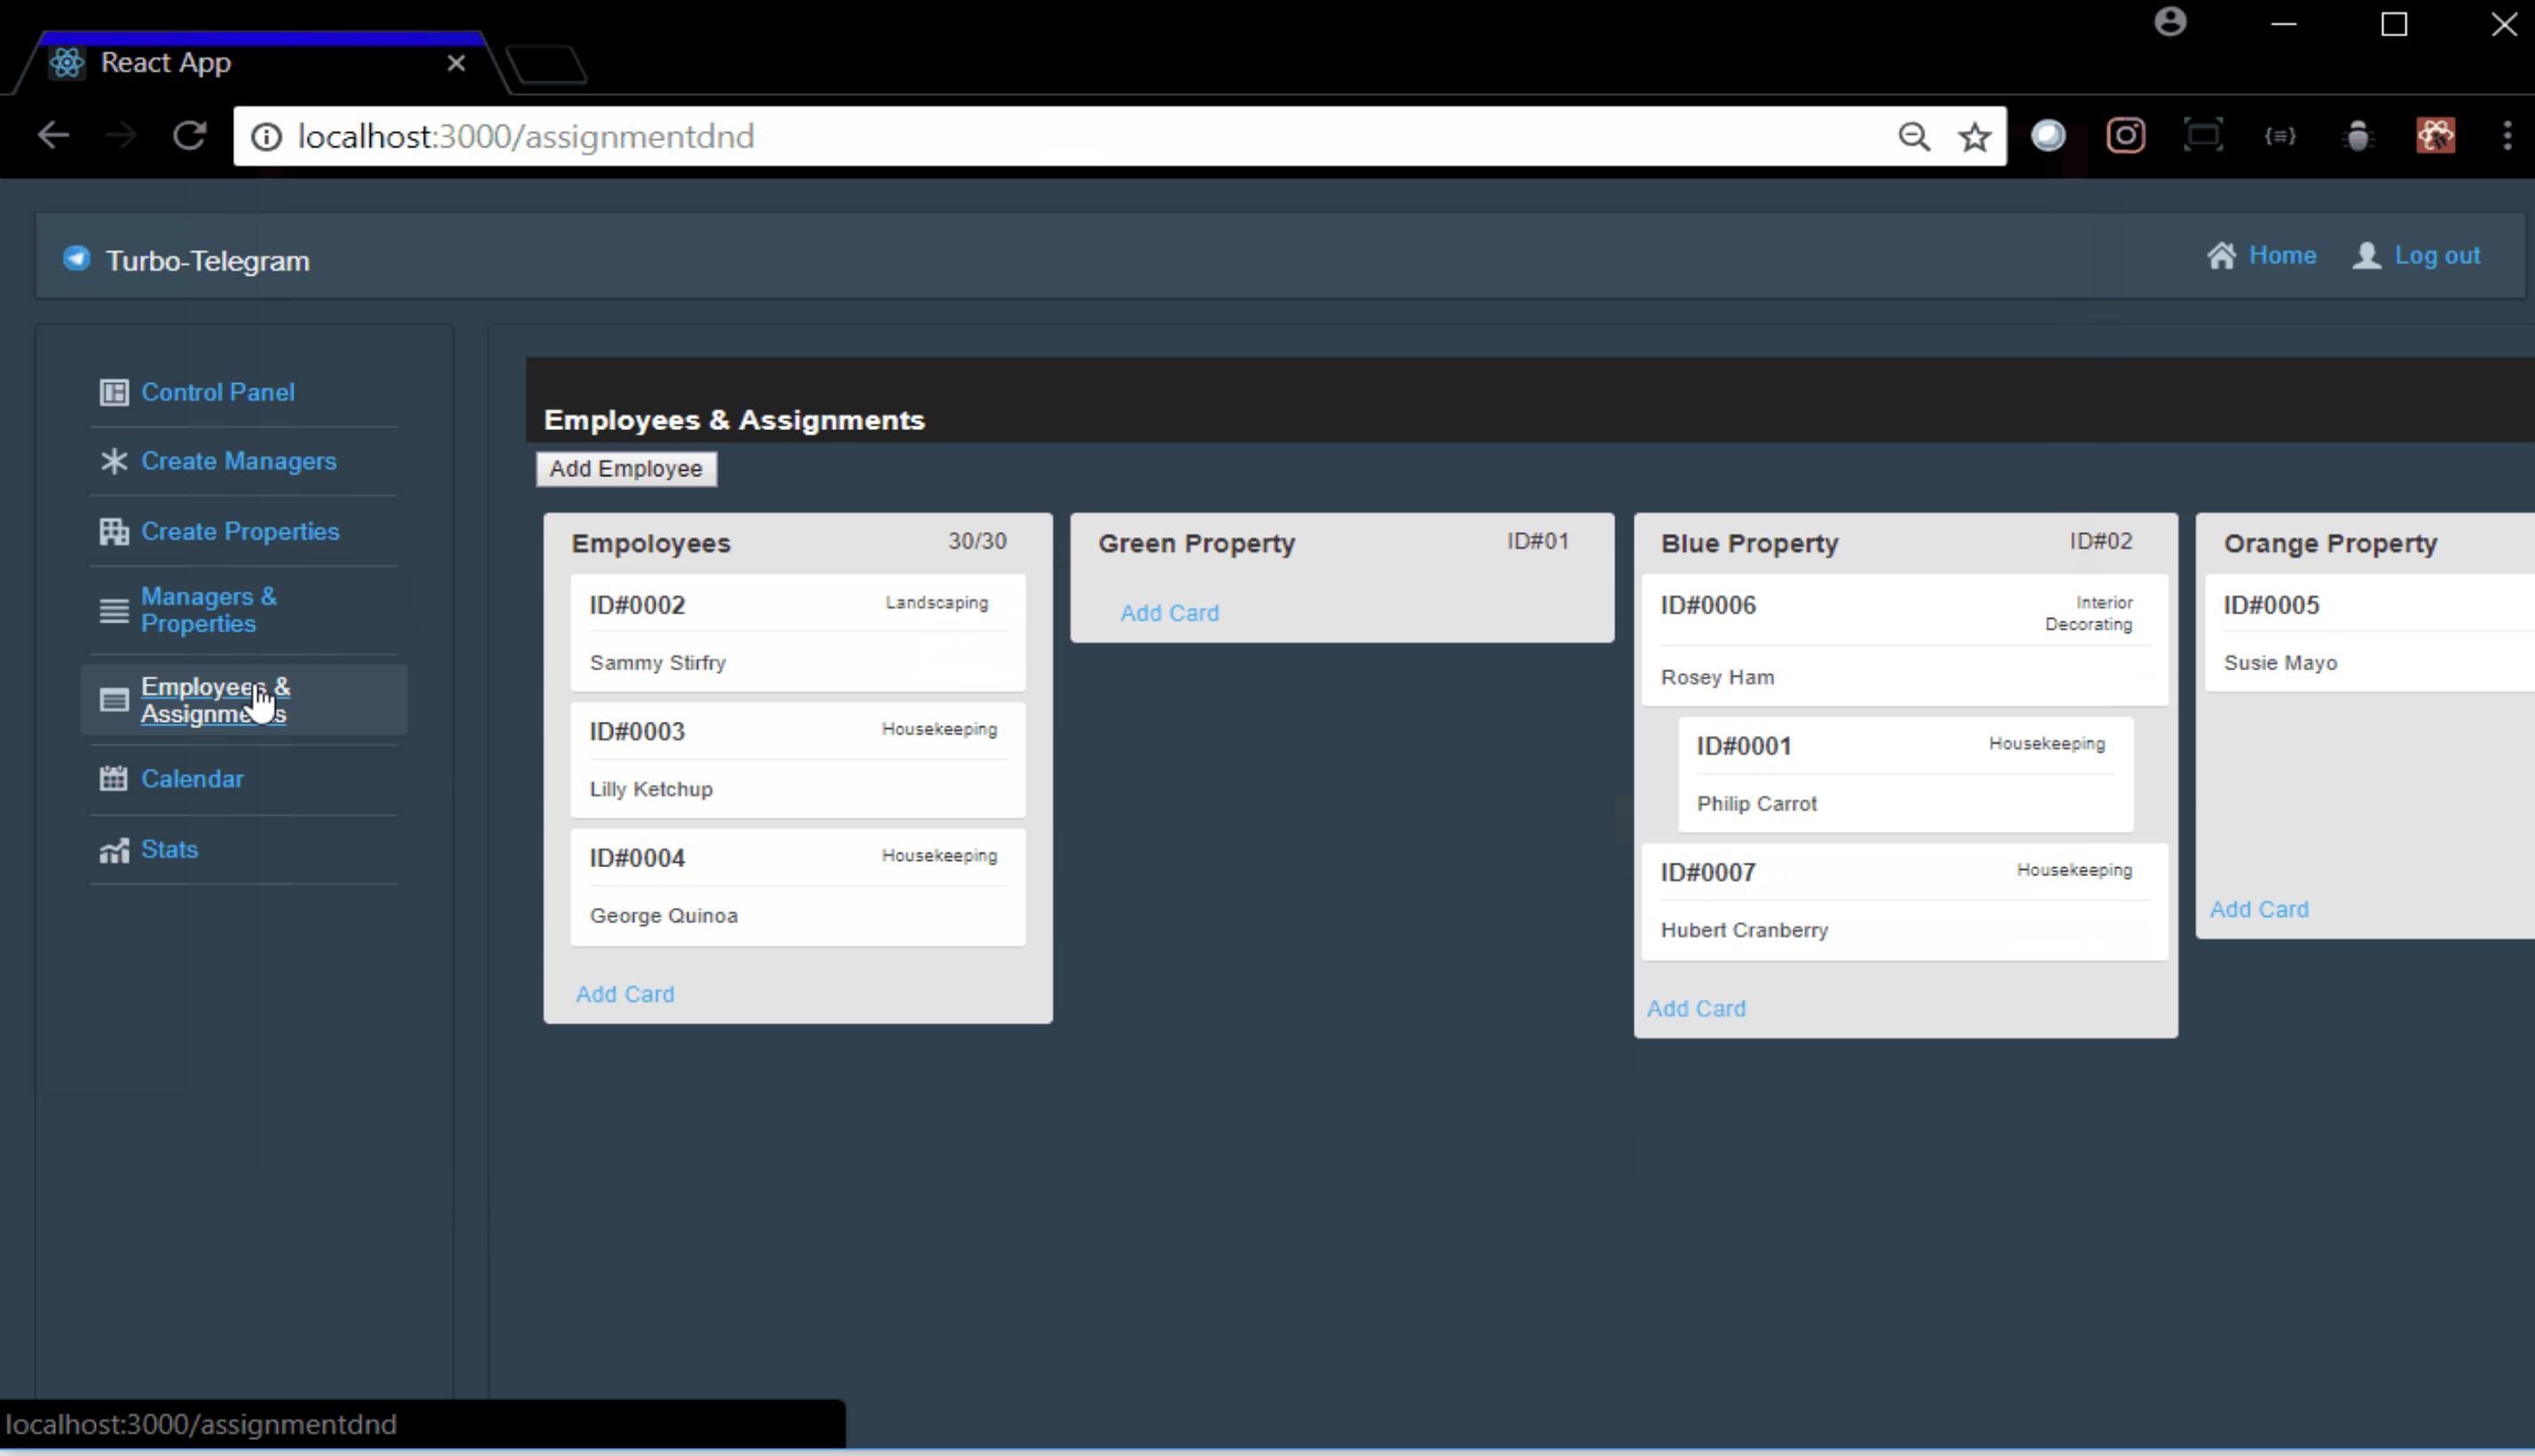 React App
localhost:3000/assignmentdnd
Turbo-Telegram
Home
Log out
Control Panel
Create Managers
Create Properties
Managers &
Properties
Employees &
Assignments
Calendar
Stats
Employees & Assignments
Add Employee
Empoloyees 30/30
ID#0002 Landscaping
Sammy Stirfry
ID#0003 Housekeeping
Lilly Ketchup
ID#0004 Housekeeping
George Quinoa
Add Card
Green Property ID#01
Add Card
Blue Property ID#02
ID#0006 Interior
Decorating
Rosey Ham
ID#0001 Housekeeping
Philip Carrot
ID#0007 Housekeeping
Hubert Cranberry
Add Card
Orange Property
ID#0005
Susie Mayo
Add Card
localhost:3000/assignmentdnd